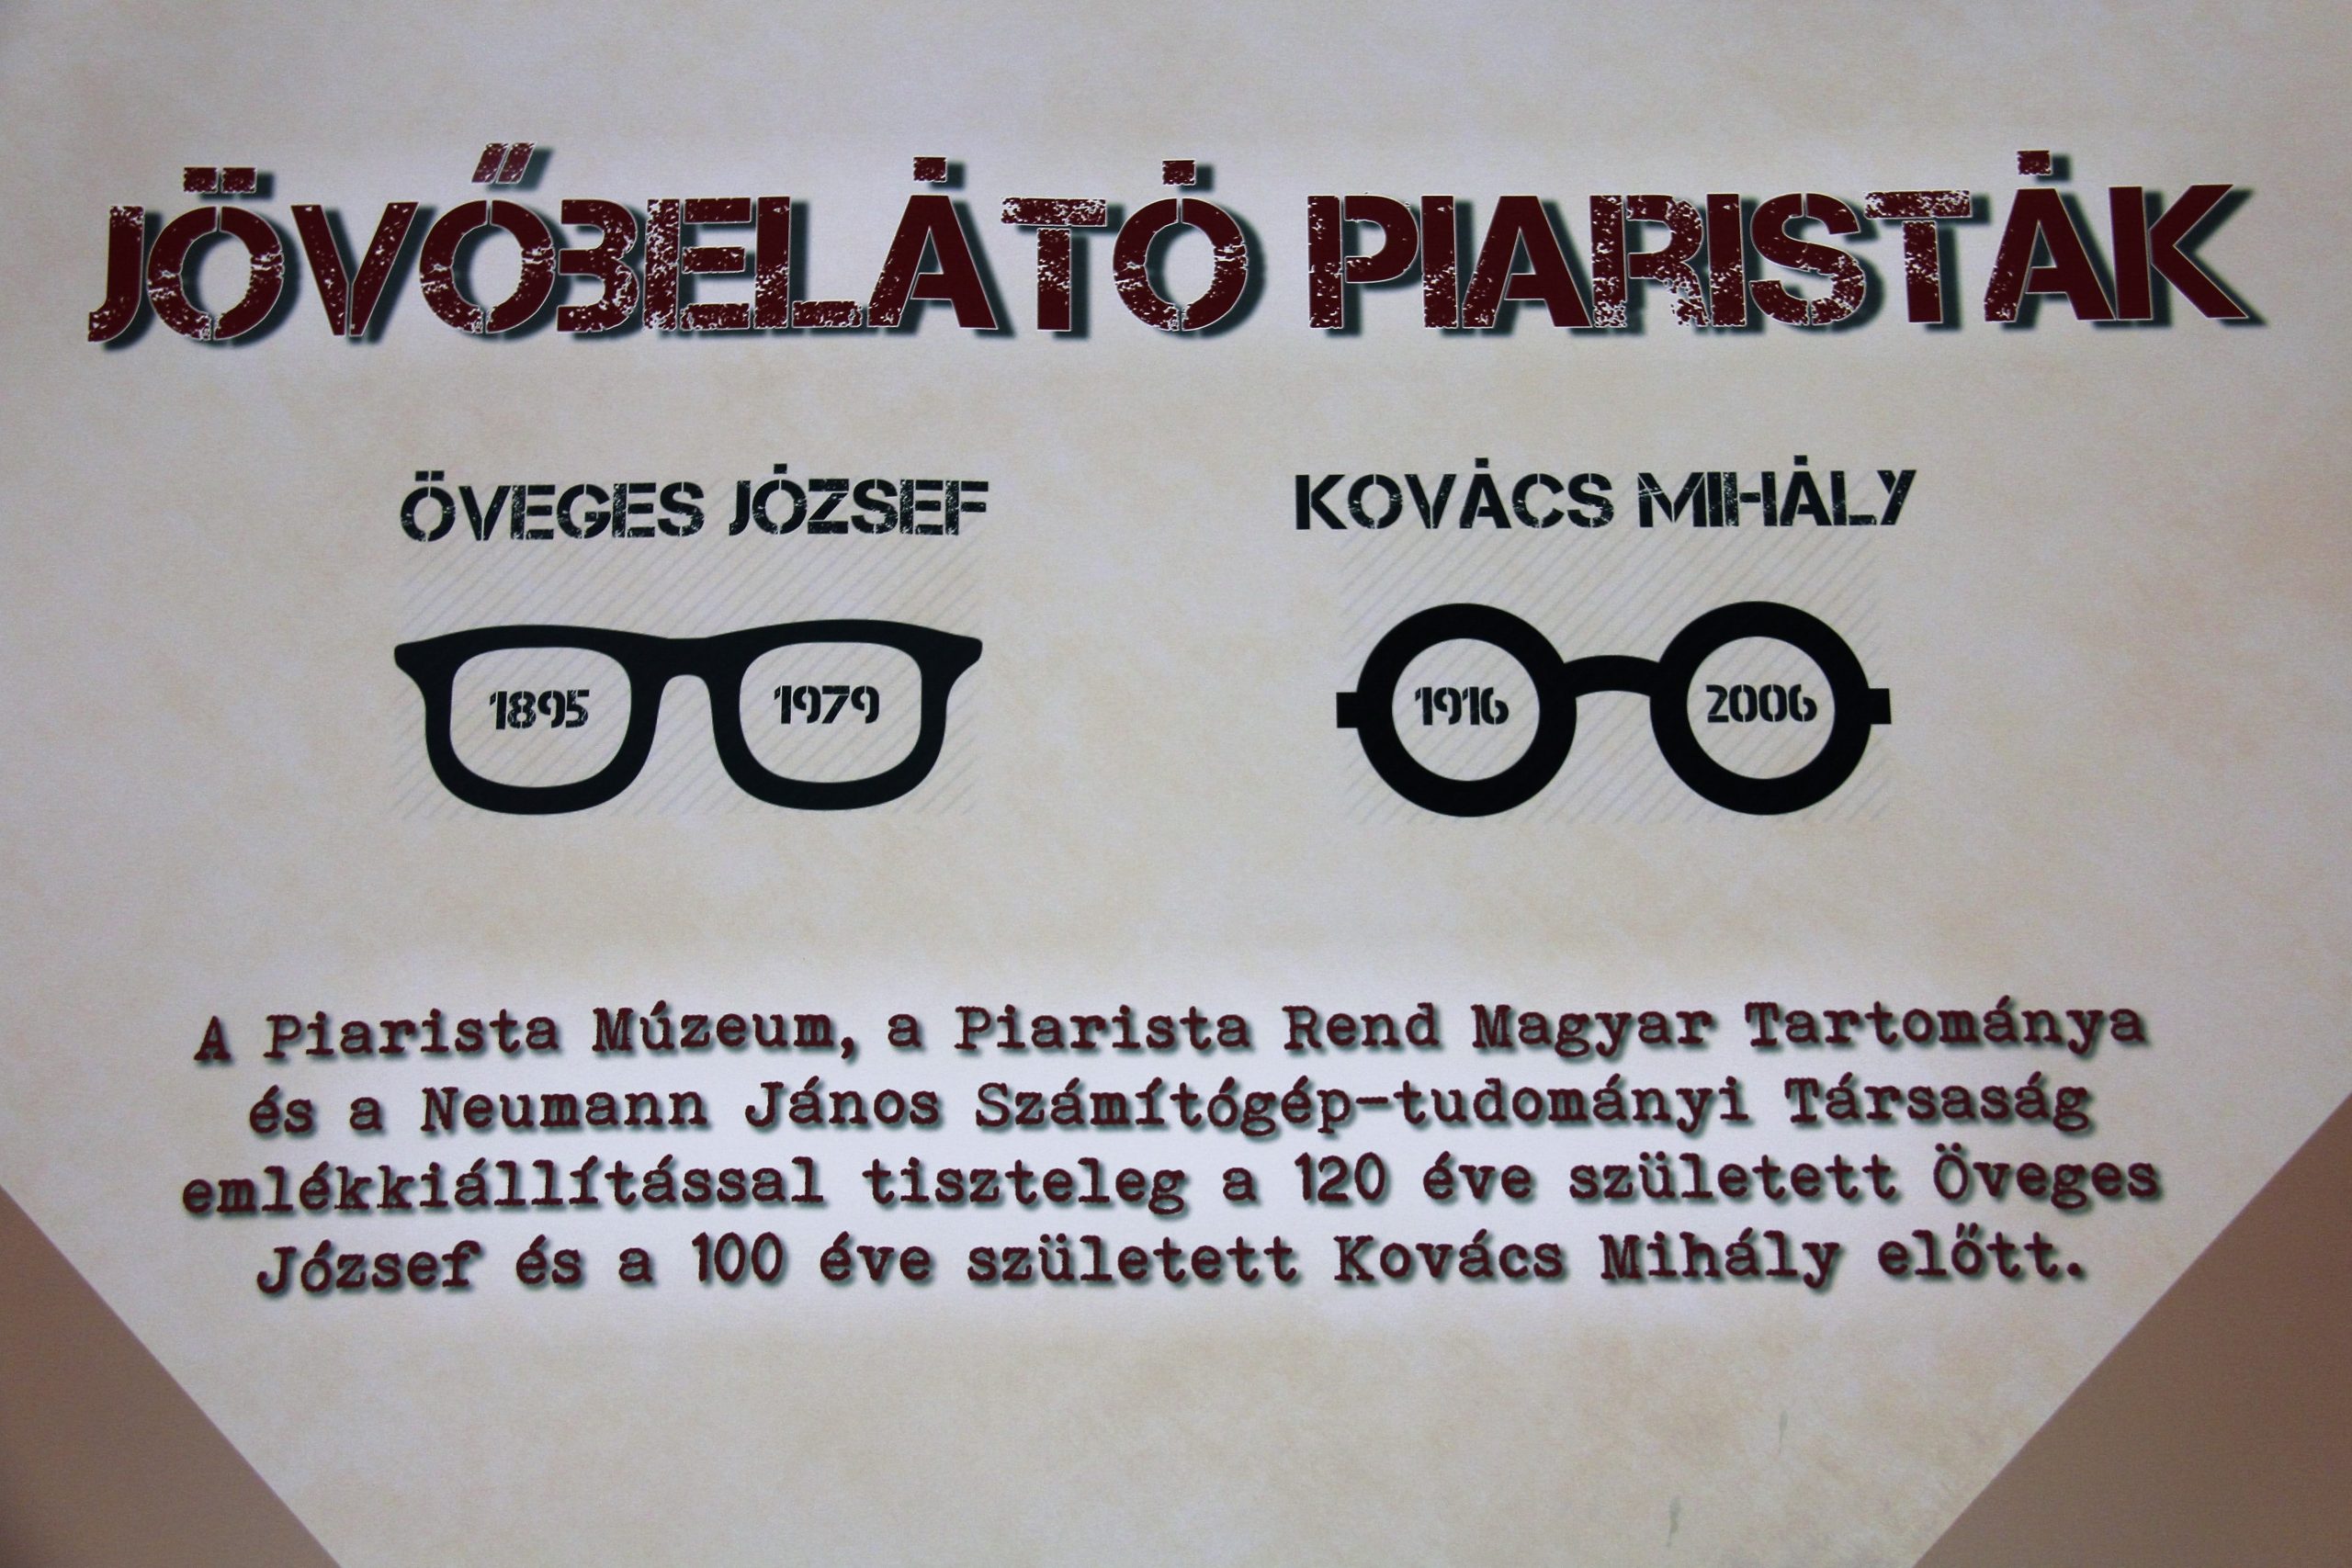 JÖVŐBELÁTÓ PIARISTÁK
ÖVEGES JÓZSEF
1895 1979
KOVÁCS MIHÁLY
1916 2006
A Piarista Múzeum, a Piarista Rend Magyar Tartománya
és a Neumann János Számítógép-tudományi Társaság
emlékkiállítással tiszteleg a 120 éve született Öveges
József és a 100 éve született Kovács Mihály előtt.